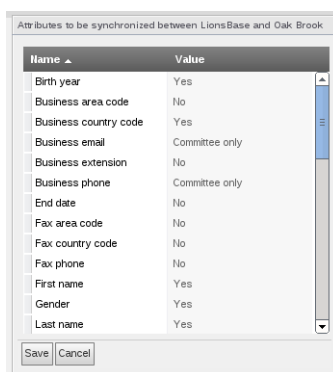 Attributes to be synchronized between LionsBase and Oak Brook
Name Value
Birth year Yes
Business area code No
Business country code Yes
Business email Committee only
Business extension No
Business phone Committee only
End date No
Fax area code No
Fax country code No
Fax phone No
First name Yes
Gender Yes
Last name Yes
Save Cancel